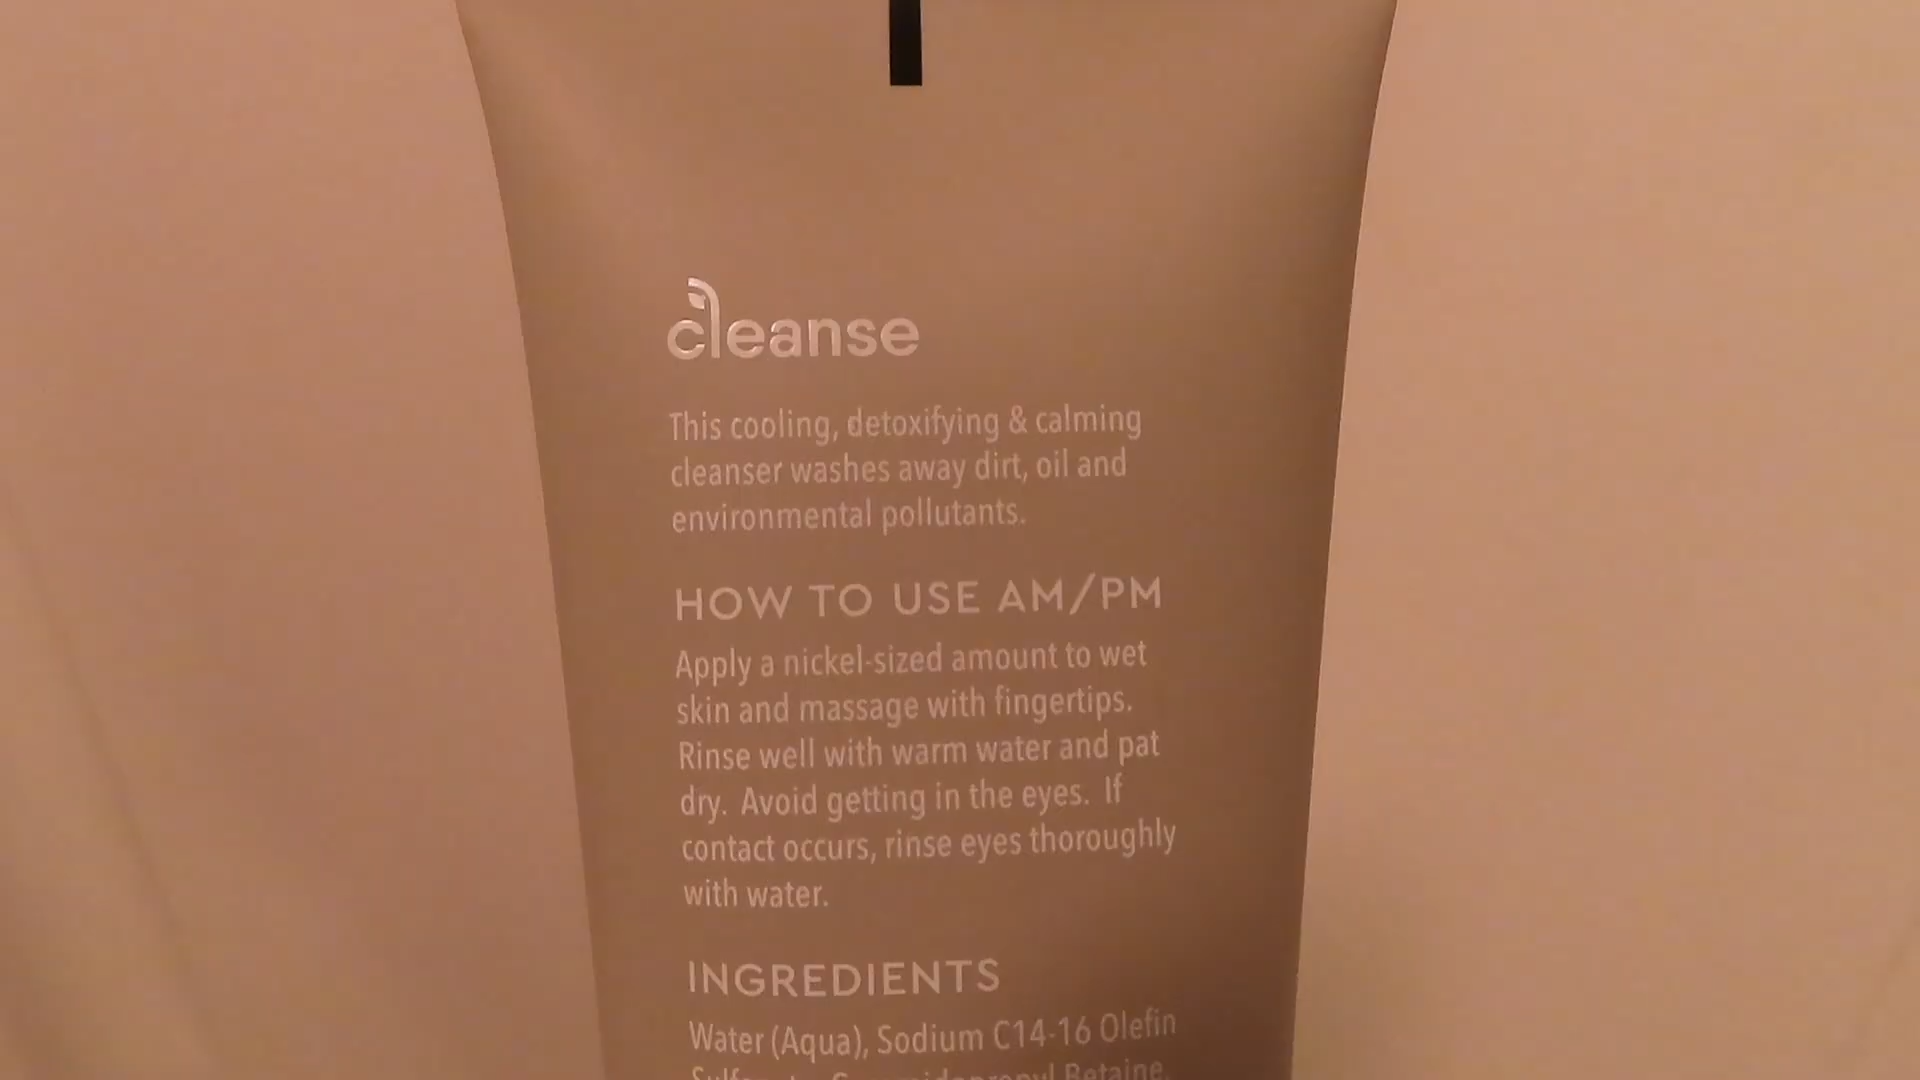 cleanse
This cooling, detoxifying & calming
cleanser washes away dirt, oil and
environmental pollutants.
HOW TO USE AM/PM
Apply a nickel-sized amount to wet
skin and massage with fingertips.
Rinse well with warm water and pat
dry. Avoid getting in the eyes. If
contact occurs, rinse eyes thoroughly
with water.
INGREDIENTS
Water (Aqua), Sodium C14-16 Olefin
Betaine,